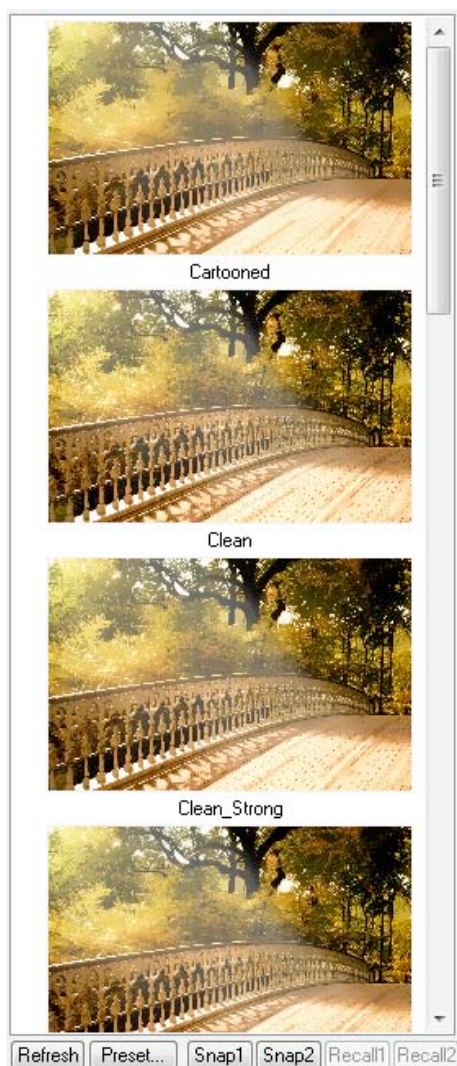 Cartooned
Clean
Clean_Strong
Refresh Preset... Snap1 Snap2 Recall1 Recall2